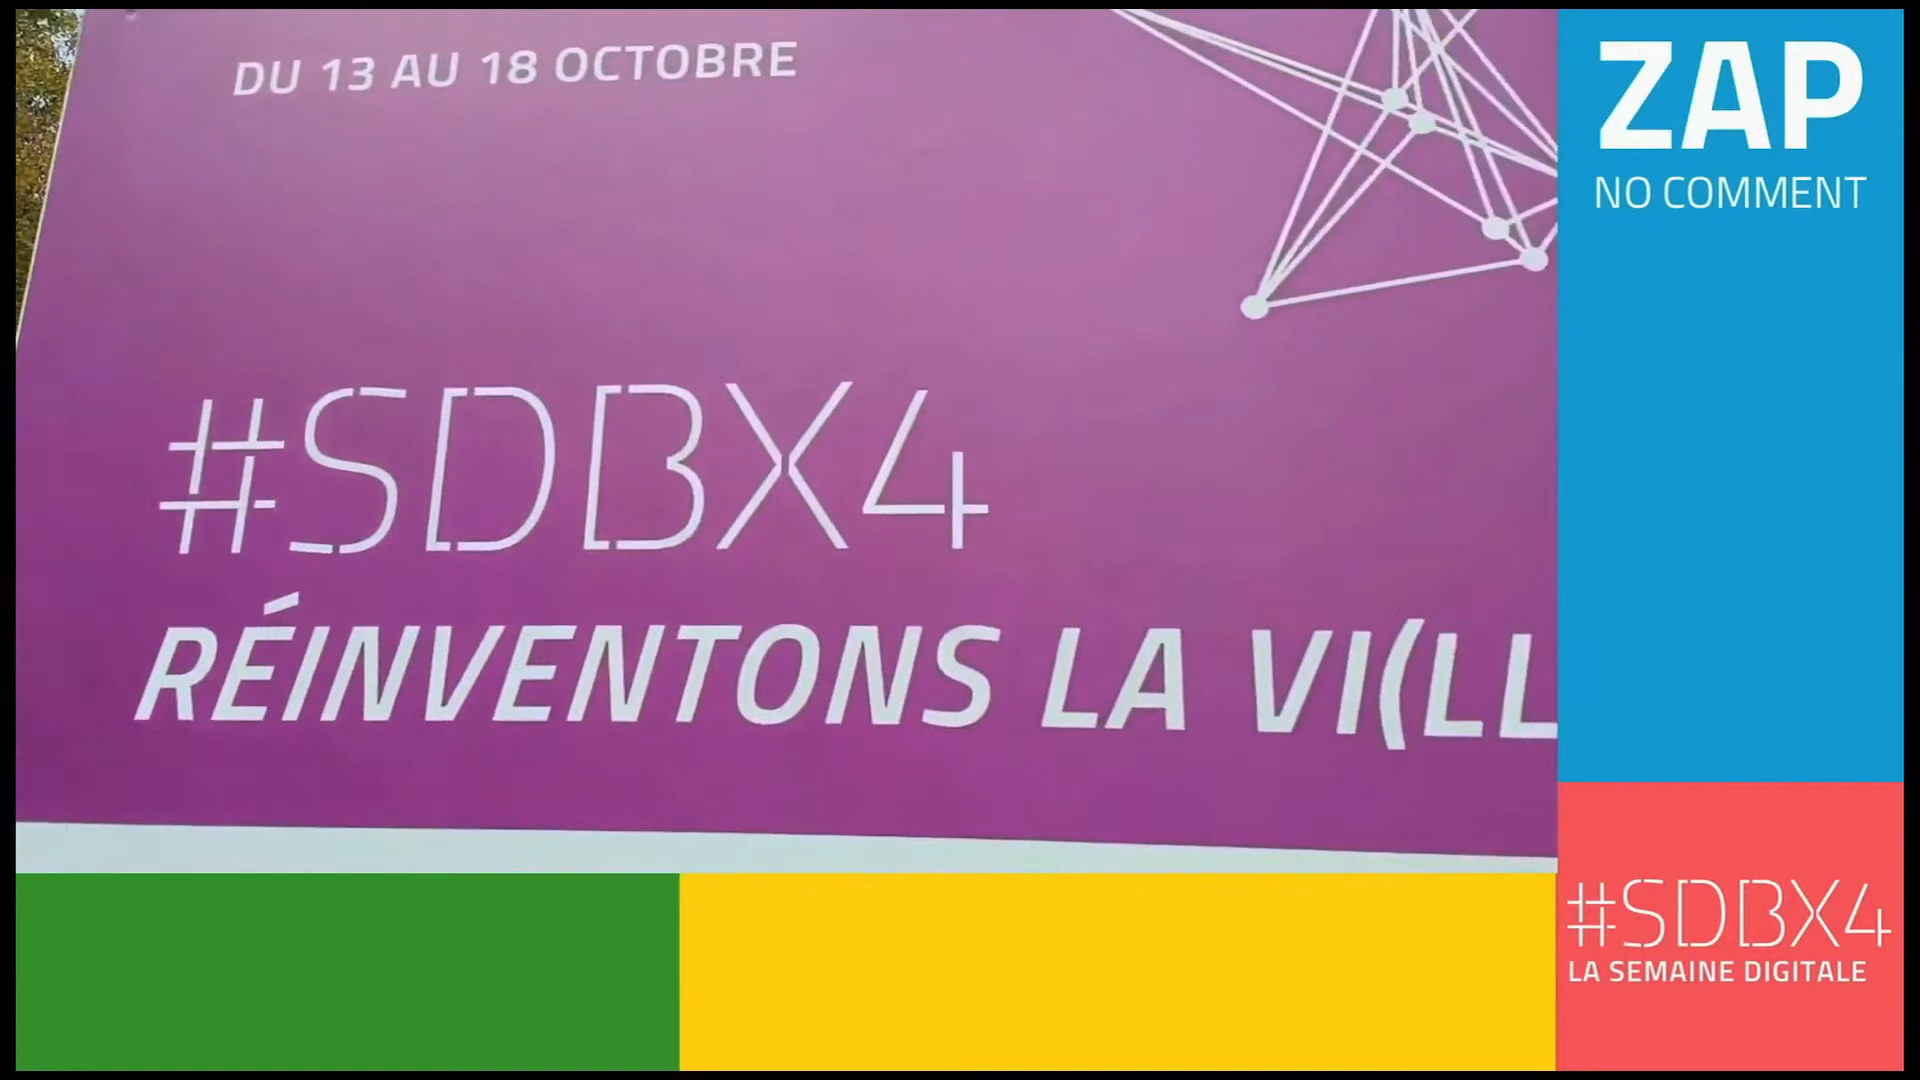 DU 13 AU 18 OCTOBRE
#SDBX4
RÉINVENTONS LA VI(LL
ZAP
NO COMMENT
#SDBX4
LA SEMAINE DIGITALE